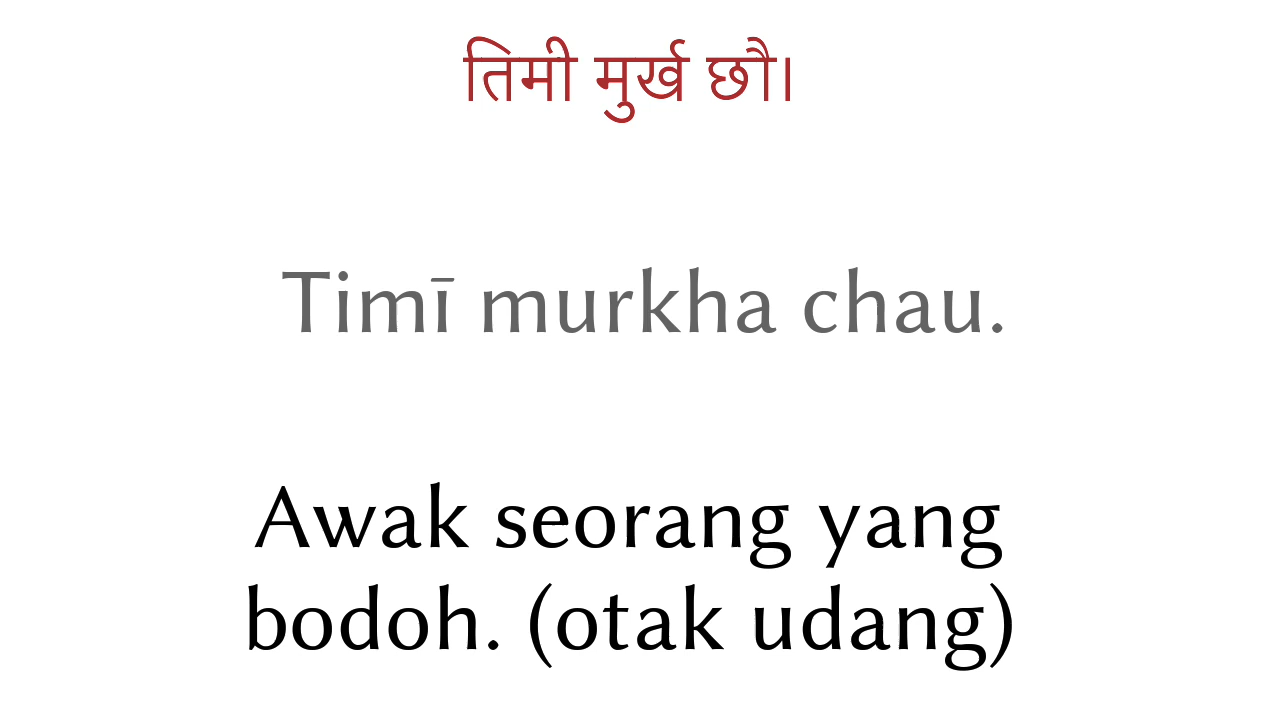 तिमी मुर्ख छौ।
Timī murkha chau.
Awak seorang yang
bodoh. (otak udang)